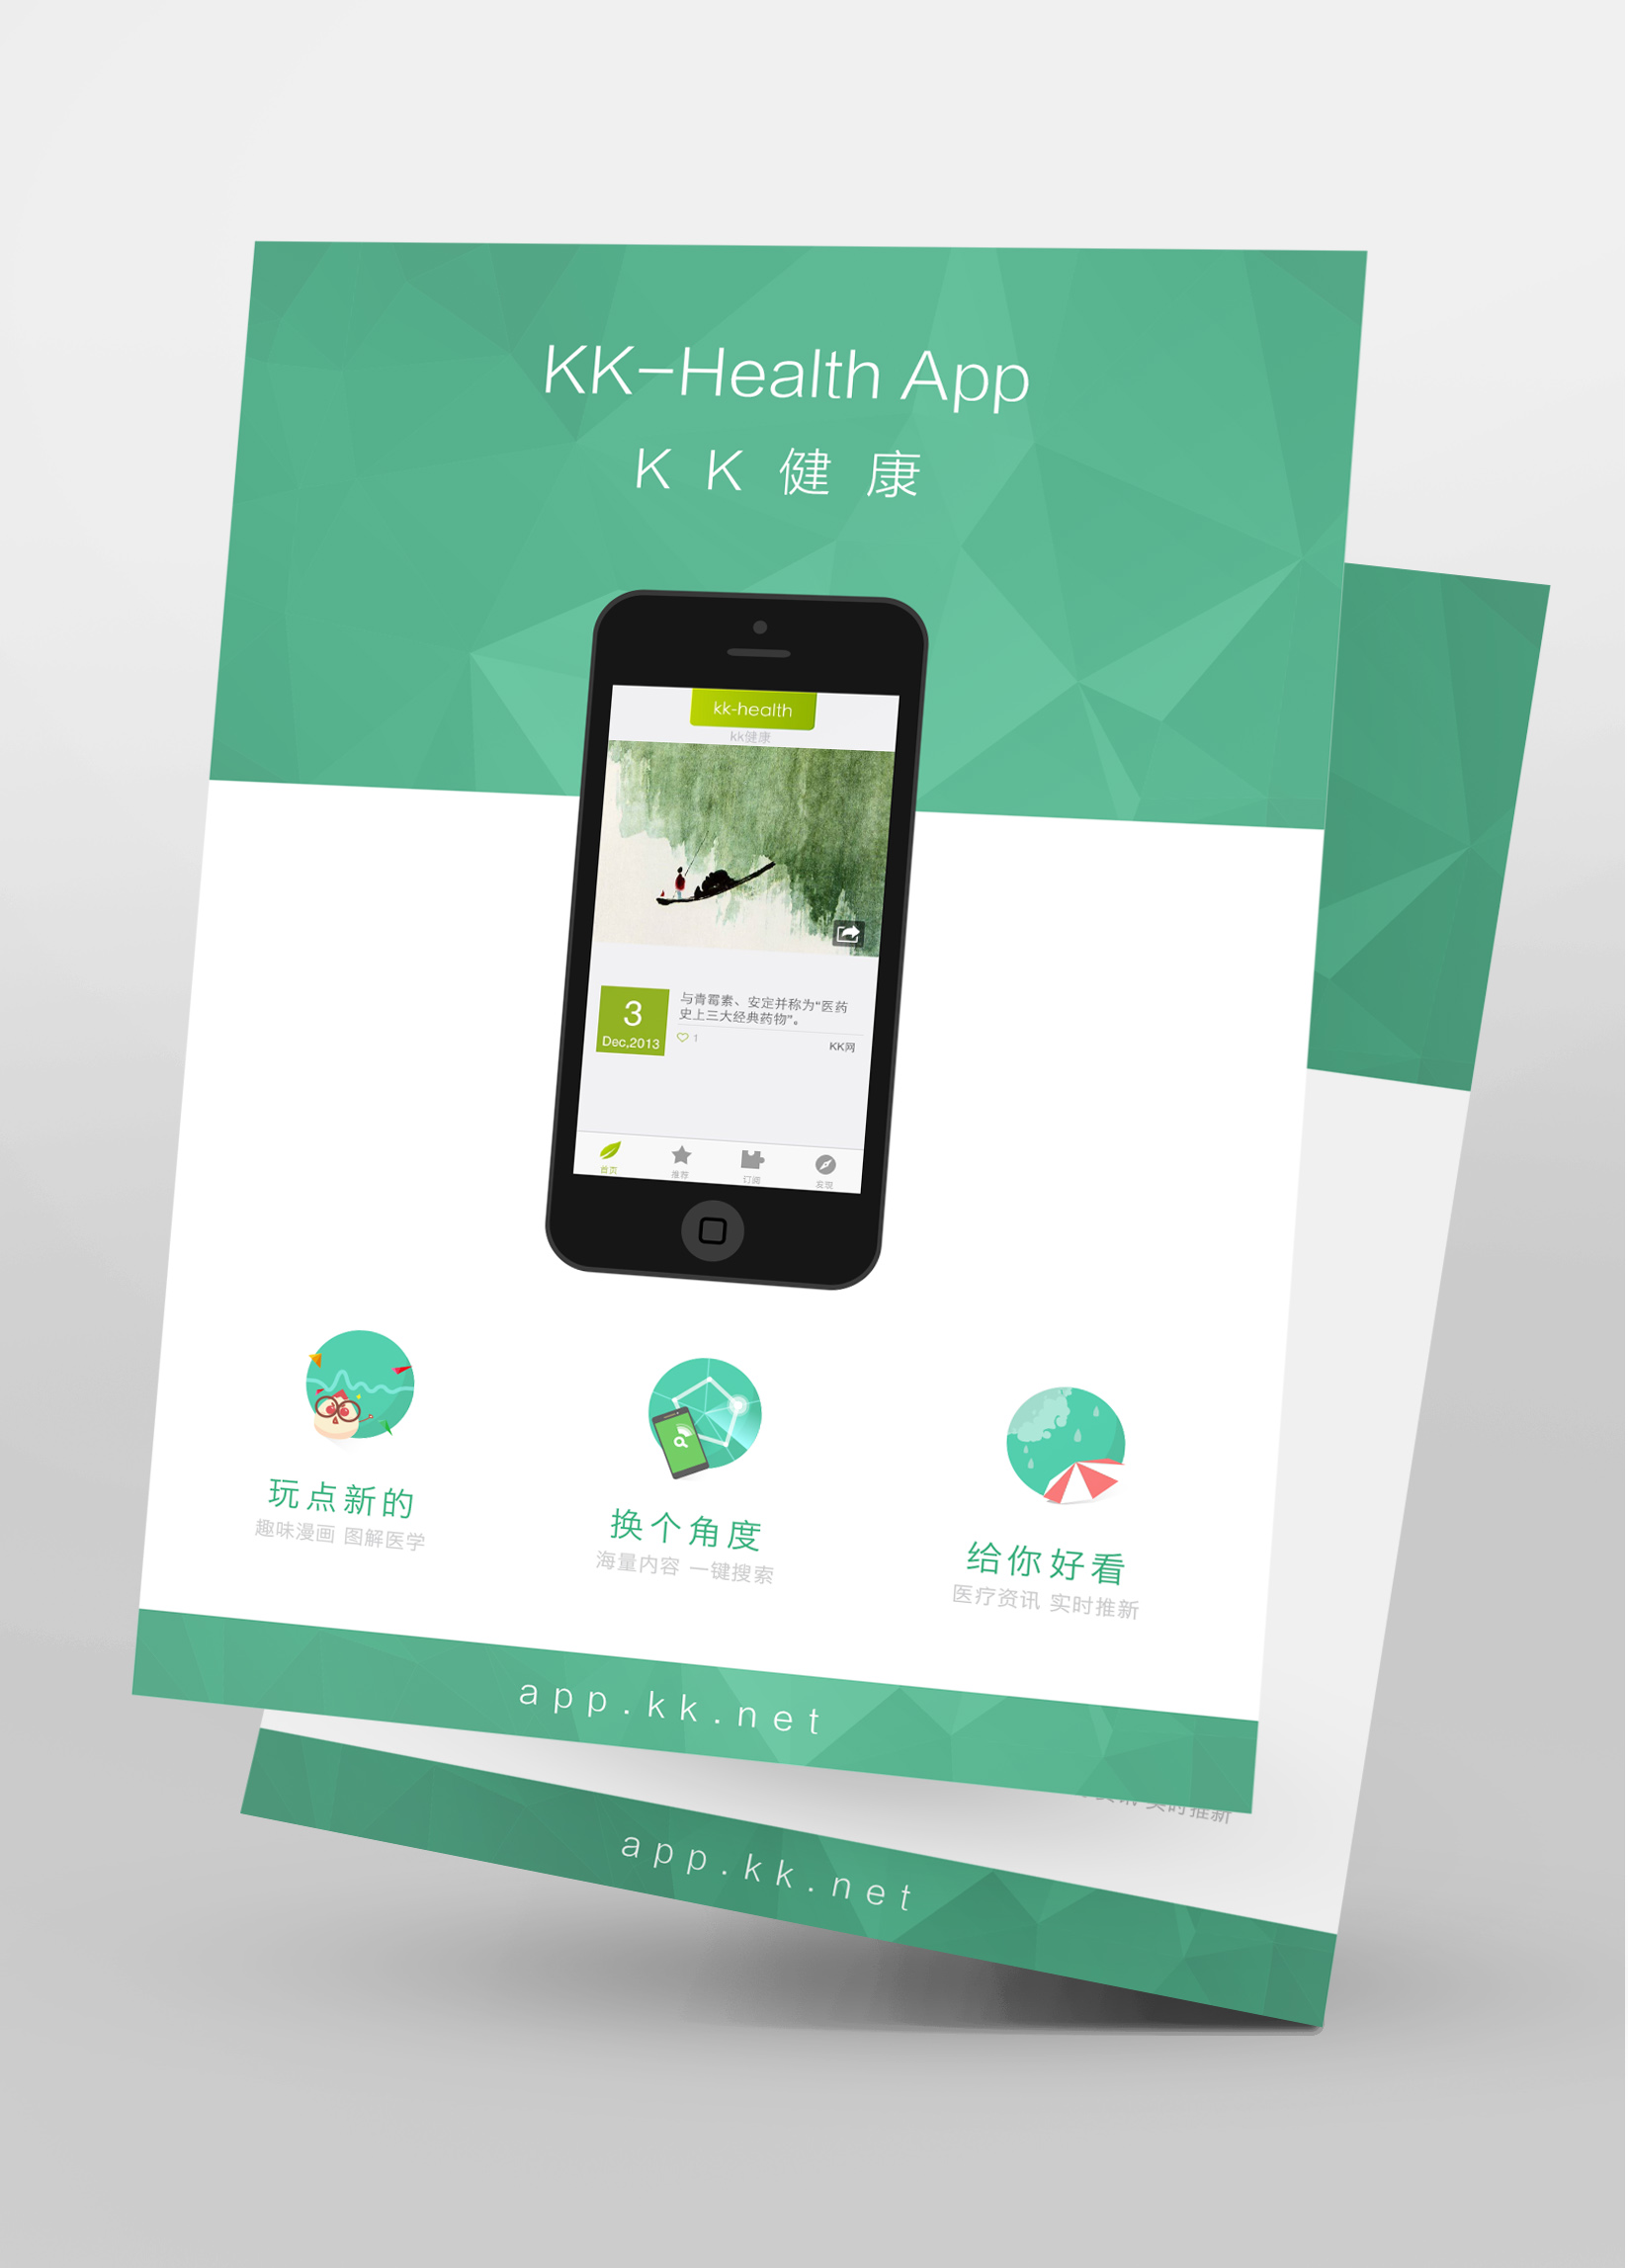 KK-Health App
KK健康
kk-health
kk健康
3
Dec,2013
与青霉素、安定并称为“医药
史上三大经典药物”。
1
KK网
首页
推荐
订阅
发现
玩点新的
趣味漫画 图解医学
换个角度
海量内容 一键搜索
给你好看
医疗资讯 实时推新
app.kk.net
实时推新
app.kk.net